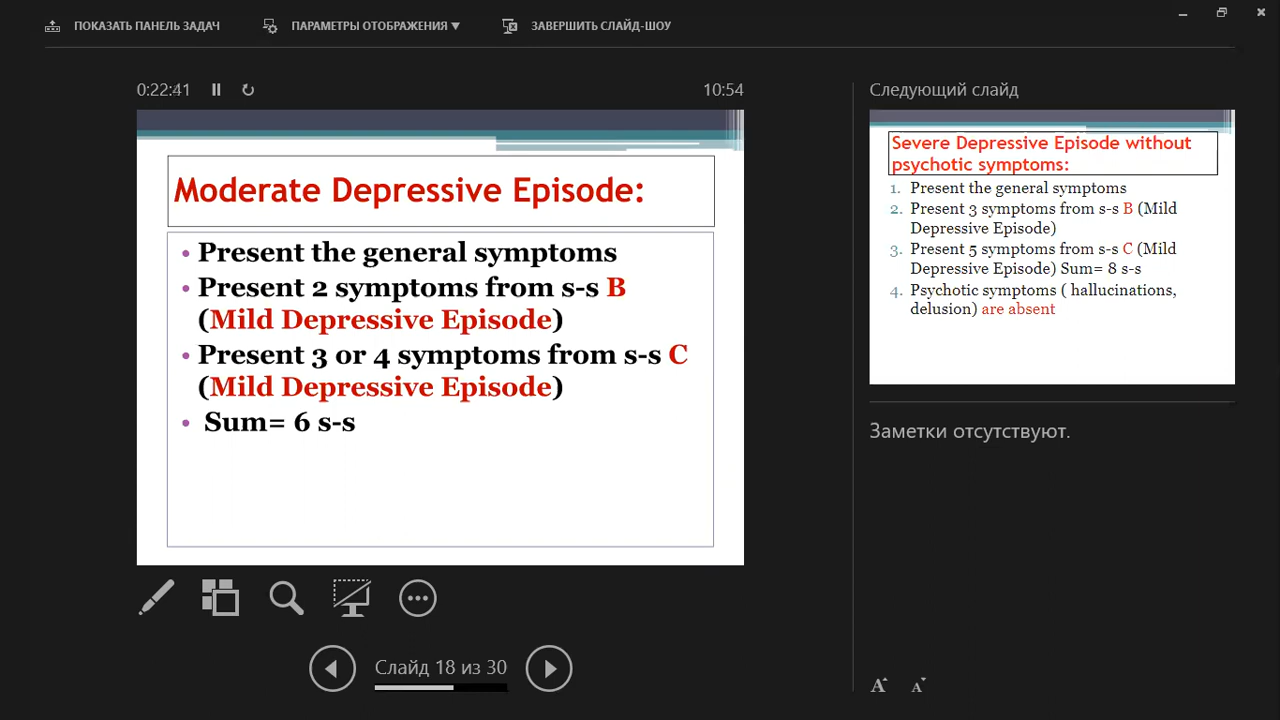 ПОКАЗАТЬ ПАНЕЛЬ ЗАДАЧ ПАРАМЕТРЫ ОТОБРАЖЕНИЯ ▼ ЗАВЕРШИТЬ СЛАЙД-ШОУ
0:22:41 10:54
Moderate Depressive Episode:
• Present the general symptoms
• Present 2 symptoms from s-s B
(Mild Depressive Episode)
• Present 3 or 4 symptoms from s-s C
(Mild Depressive Episode)
• Sum= 6 s-s
Слайд 18 из 30
Следующий слайд
Severe Depressive Episode without
psychotic symptoms:
1. Present the general symptoms
2. Present 3 symptoms from s-s B (Mild
Depressive Episode)
3. Present 5 symptoms from s-s C (Mild
Depressive Episode) Sum= 8 s-s
4. Psychotic symptoms ( hallucinations,
delusion) are absent
Заметки отсутствуют.
A A